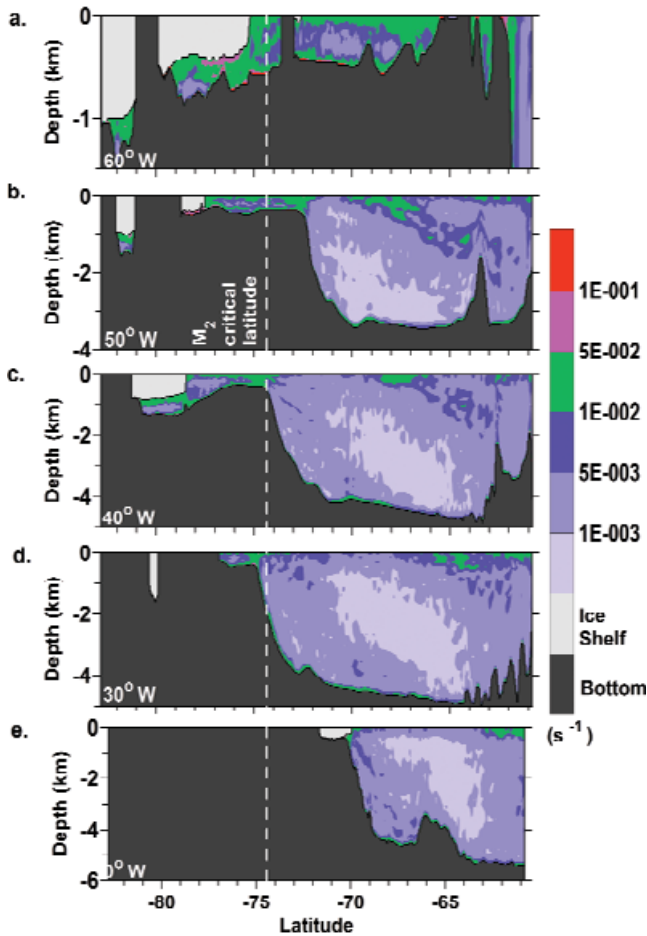 a.
Depth (km)
0
-1
60° W
b.
Depth (km)
0
-2
-4
50° W
M2 critical latitude
c.
Depth (km)
0
-2
-4
40° W
d.
Depth (km)
0
-2
-4
30° W
e.
Depth (km)
0
-2
-4
-6
0° W
-80 -75 -70 -65
Latitude
1E-001
5E-002
1E-002
5E-003
1E-003
Ice
Shelf
Bottom
(s⁻¹)